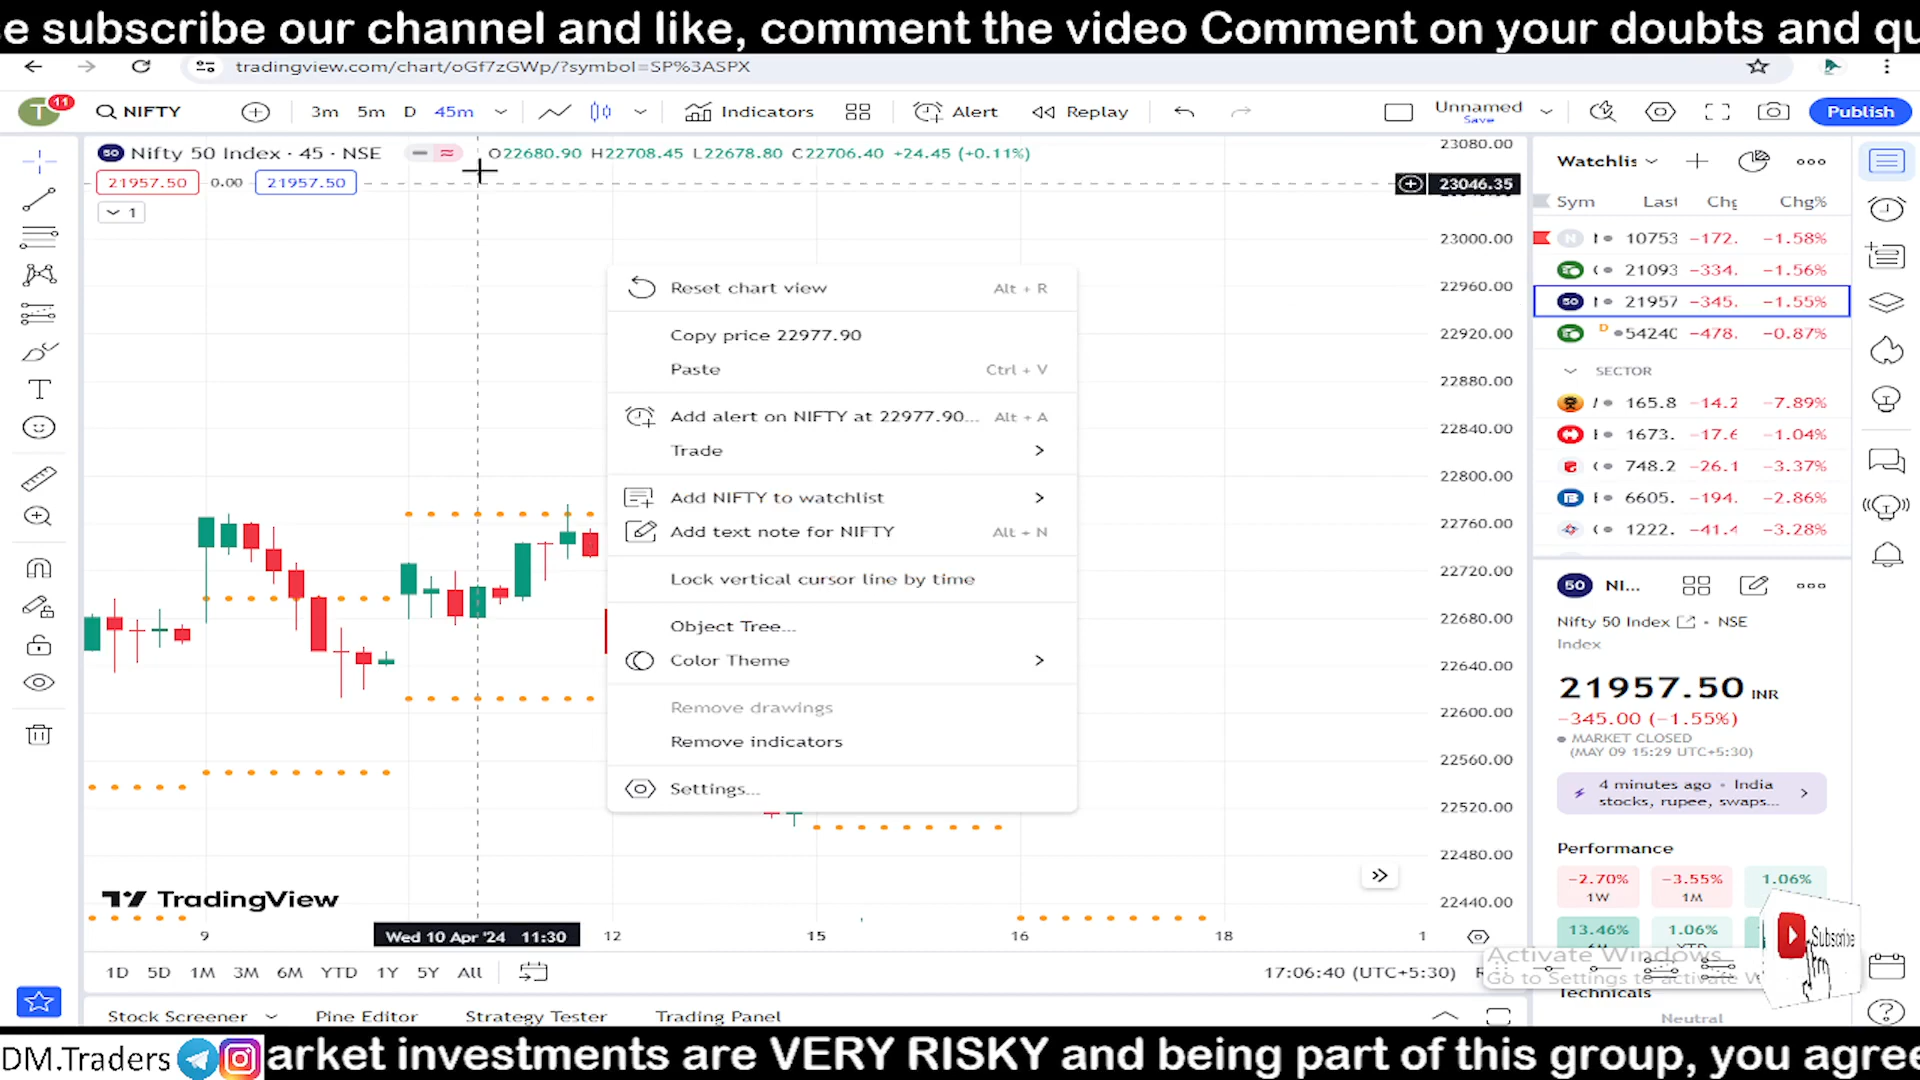 e subscribe our channel and like, comment the video Comment on your doubts and qu
tradingview.com/chart/oGf7zGWp/?symbol=SP%3ASPX
T 11 NIFTY 3m 5m D 45m Indicators Alert Replay Unnamed Save Publish
50 Nifty 50 Index · 45 · NSE O22680.90 H22708.45 L22678.80 C22706.40 +24.45 (+0.11%)
21957.50 0.00 21957.50
1
23080.00
23046.35
23000.00
22960.00
22920.00
22880.00
22840.00
22800.00
22760.00
22720.00
22680.00
22640.00
22600.00
22560.00
22520.00
22480.00
22440.00
Reset chart view Alt + R
Copy price 22977.90
Paste Ctrl + V
Add alert on NIFTY at 22977.90... Alt + A
Trade
Add NIFTY to watchlist
Add text note for NIFTY Alt + N
Lock vertical cursor line by time
Object Tree...
Color Theme
Remove drawings
Remove indicators
Settings...
TradingView
9 Wed 10 Apr '24 11:30 12 15 16 18 1
1D 5D 1M 3M 6M YTD 1Y 5Y All 17:06:40 (UTC+5:30)
Stock Screener Pine Editor Strategy Tester Trading Panel
Watchlis
Sym Last Chg Chg%
N 10753 −172. −1.58%
21093 −334. −1.56%
50 21957 −345. −1.55%
D 54240 −478. −0.87%
SECTOR
165.8 −14.2 −7.89%
1673. −17.6 −1.04%
748.2 −26.1 −3.37%
6605. −194. −2.86%
1222. −41.4 −3.28%
50 NI...
Nifty 50 Index · NSE
Index
21957.50 INR
−345.00 (−1.55%)
MARKET CLOSED
(MAY 09 15:29 UTC+5:30)
4 minutes ago · India
stocks, rupee, swaps...
Performance
−2.70% −3.55% 1.06%
1W 1M
13.46% 1.06%
YTD
Subscribe
Activate Windows
Go to Settings to activate W
Technicals
Neutral
DM.Traders arket investments are VERY RISKY and being part of this group, you agree